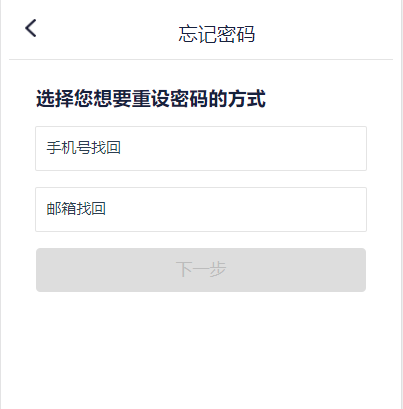 忘记密码
选择您想要重设密码的方式
手机号找回
邮箱找回
下一步